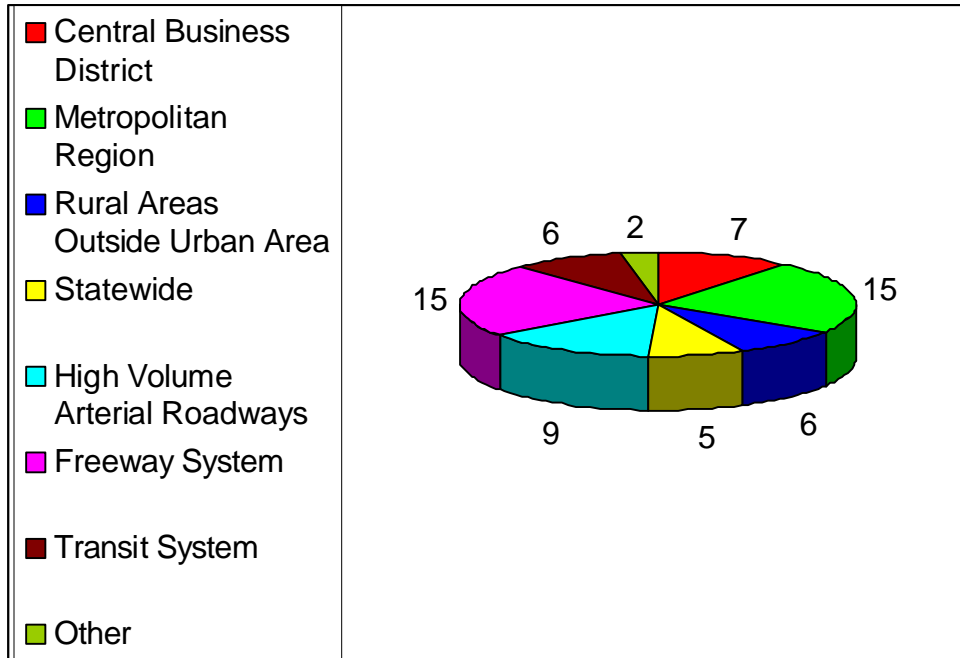 Central Business
District
Metropolitan
Region
Rural Areas
Outside Urban Area
Statewide
High Volume
Arterial Roadways
Freeway System
Transit System
Other
6
2
7
15
15
9
5
6